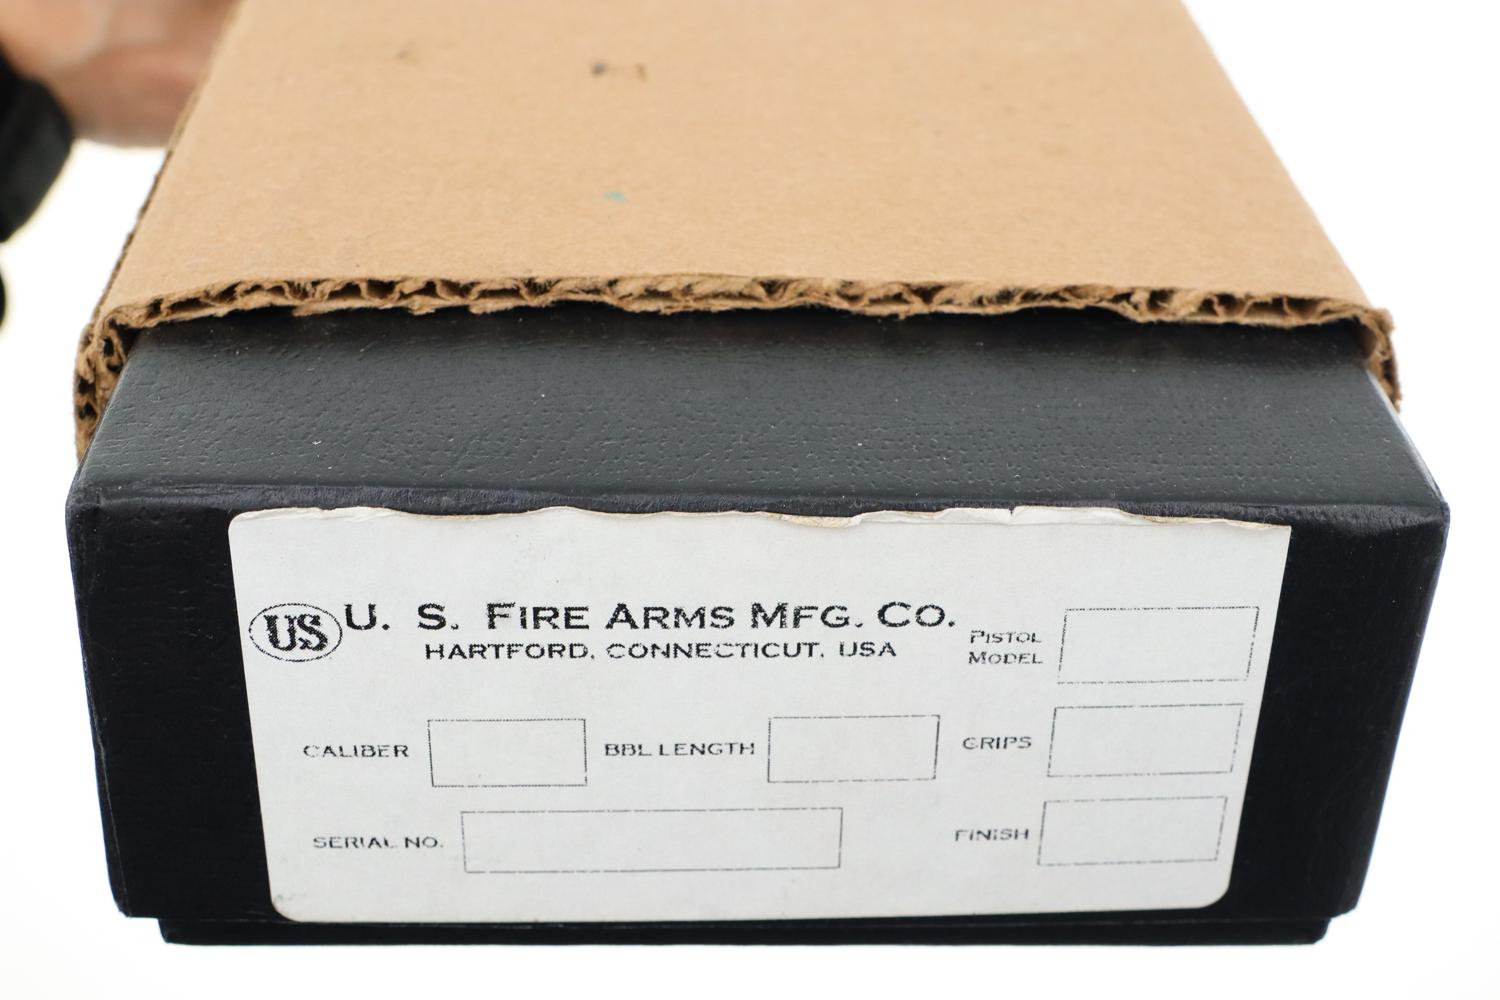 US U. S. FIRE ARMS MFG. CO.
HARTFORD, CONNECTICUT, USA
PISTOL
MODEL
CALIBER BBL LENGTH GRIPS
SERIAL NO. FINISH